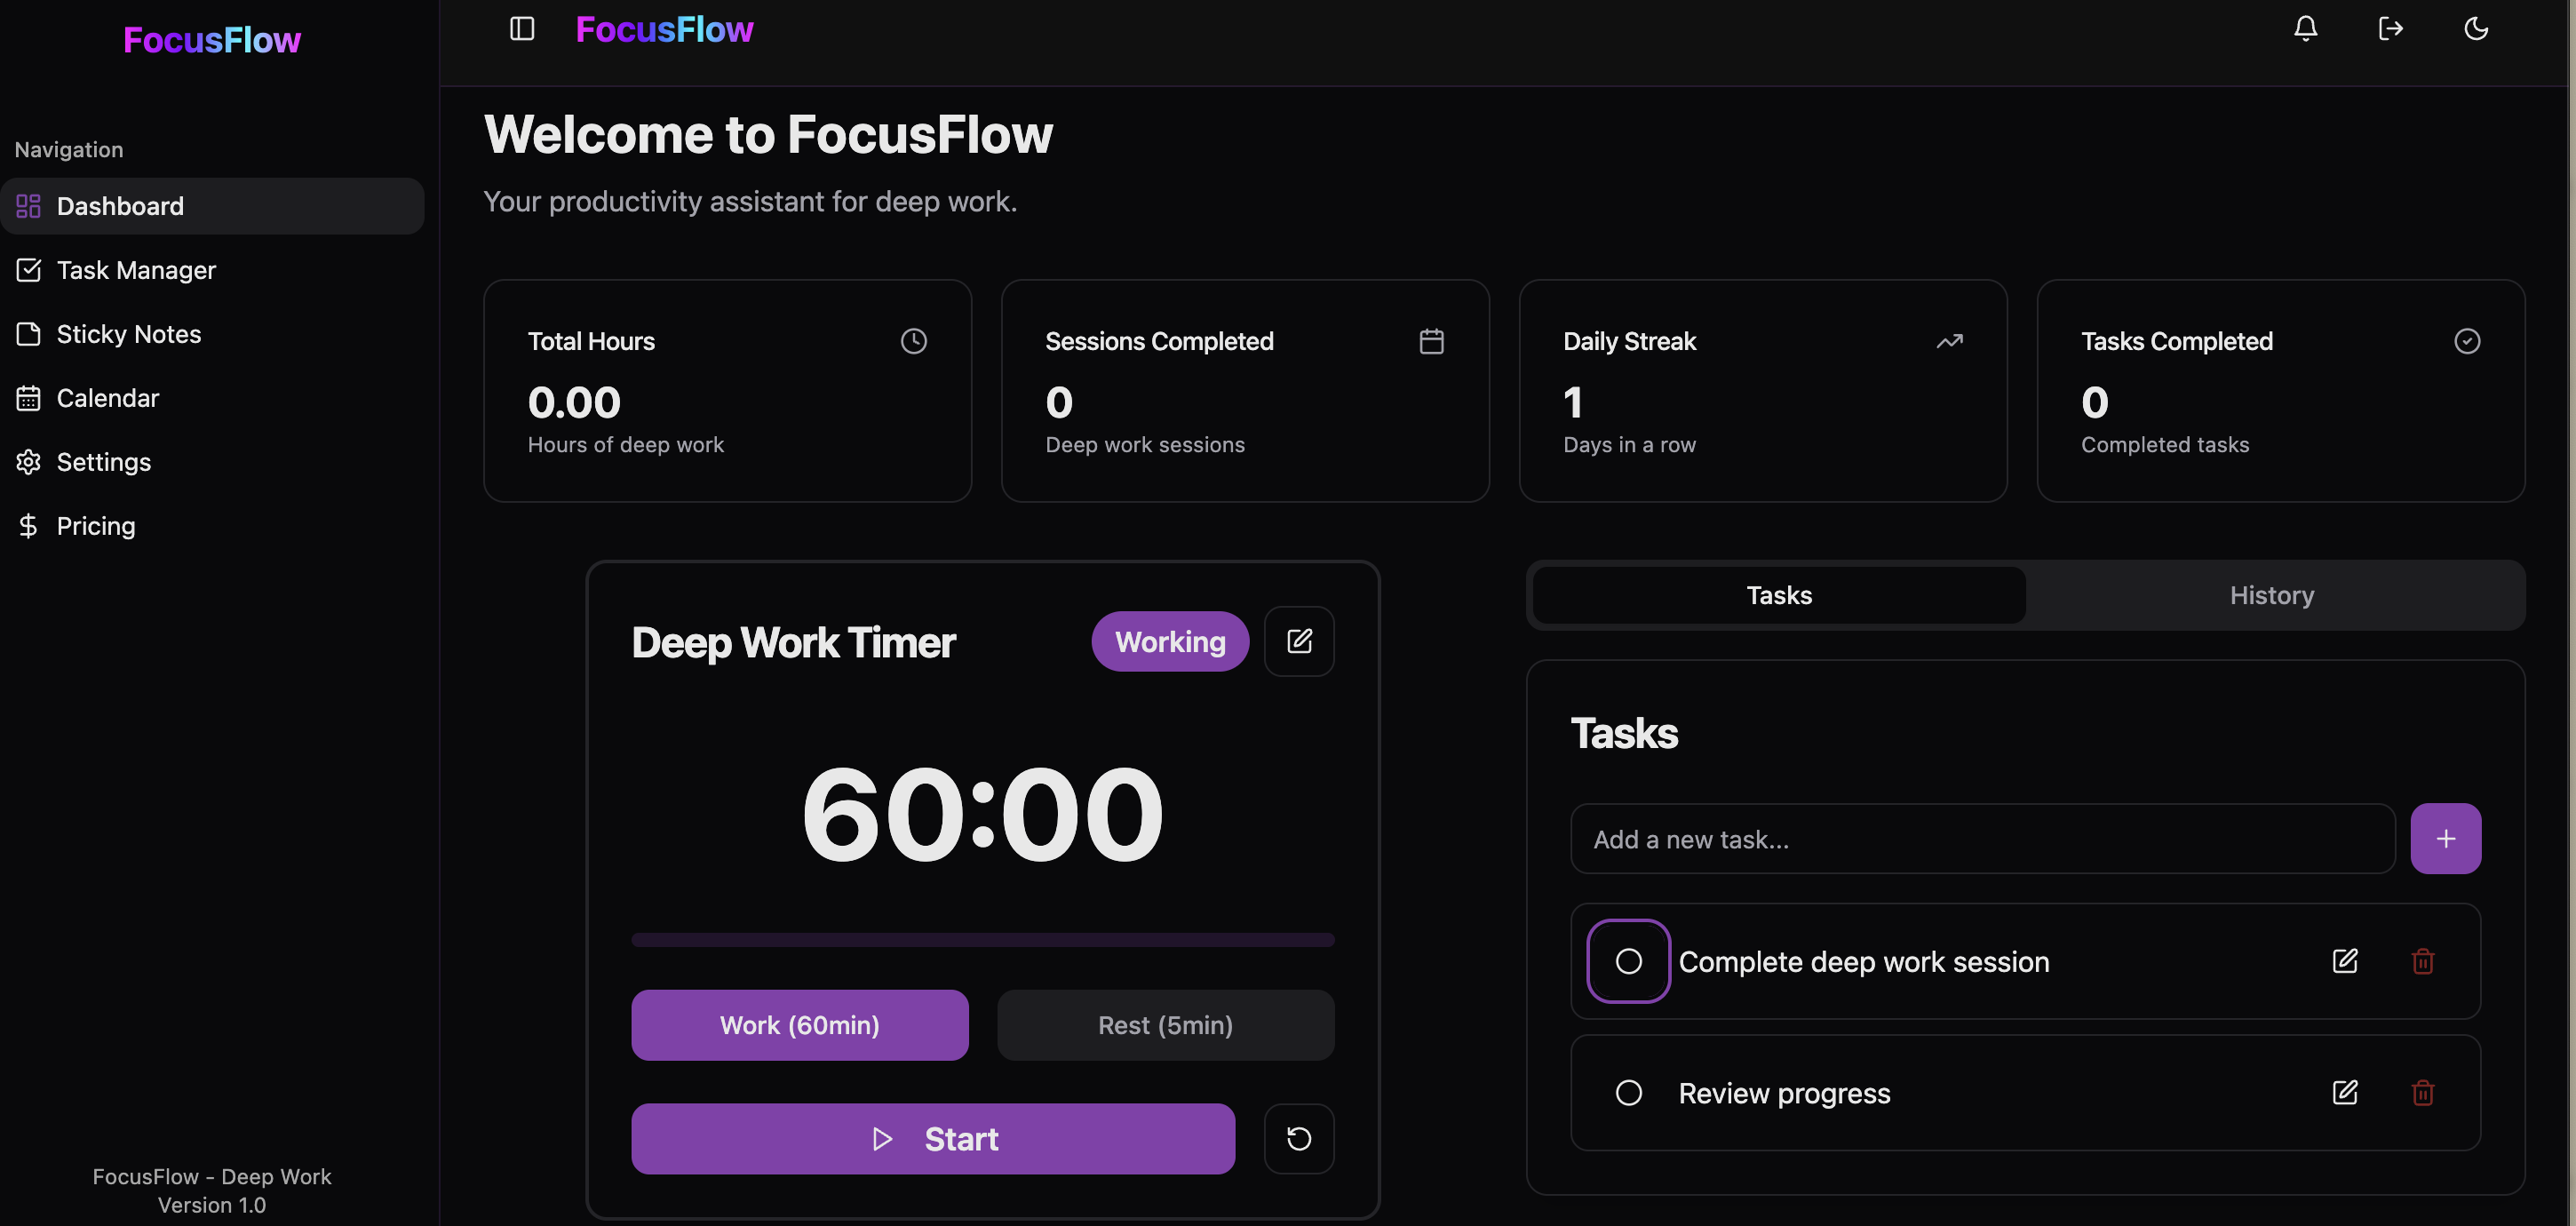 FocusFlow
Navigation
Dashboard
Task Manager
Sticky Notes
Calendar
Settings
Pricing
FocusFlow - Deep Work
Version 1.0
FocusFlow
Welcome to FocusFlow
Your productivity assistant for deep work.
Total Hours
0.00
Hours of deep work
Sessions Completed
0
Deep work sessions
Daily Streak
1
Days in a row
Tasks Completed
0
Completed tasks
Deep Work Timer
Working
60:00
Work (60min)
Rest (5min)
Start
Tasks
History
Tasks
Add a new task...
Complete deep work session
Review progress